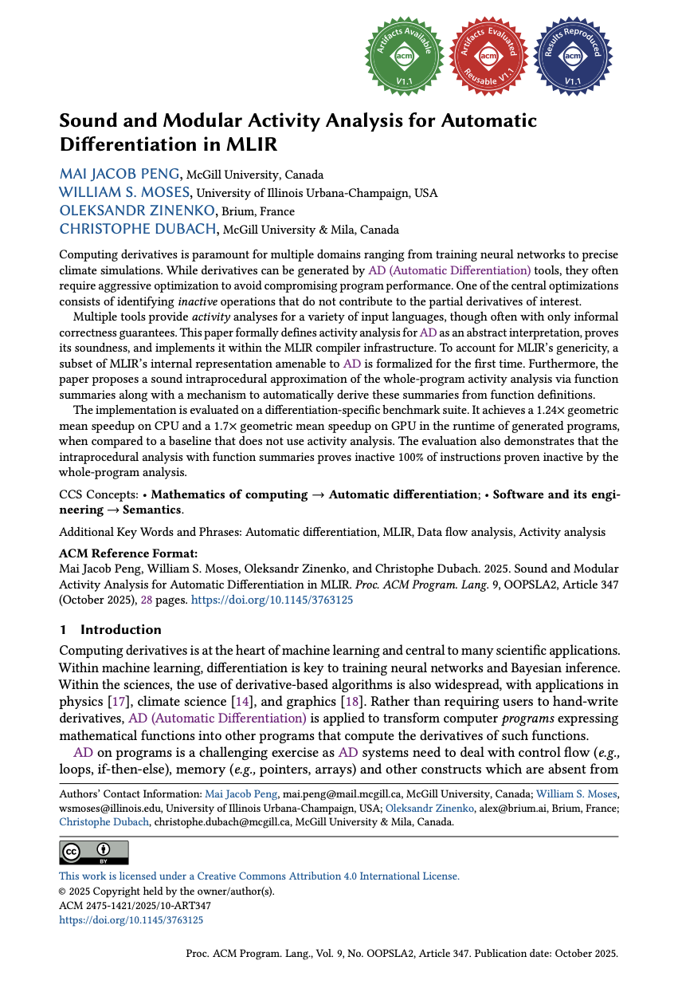 Artifacts Available
acm
V1.1
Artifacts Evaluated
acm
Reusable V1.1
Results Reproduced
acm
V1.1
Sound and Modular Activity Analysis for Automatic
Differentiation in MLIR
MAI JACOB PENG, McGill University, Canada
WILLIAM S. MOSES, University of Illinois Urbana-Champaign, USA
OLEKSANDR ZINENKO, Brium, France
CHRISTOPHE DUBACH, McGill University & Mila, Canada
Computing derivatives is paramount for multiple domains ranging from training neural networks to precise
climate simulations. While derivatives can be generated by AD (Automatic Differentiation) tools, they often
require aggressive optimization to avoid compromising program performance. One of the central optimizations
consists of identifying inactive operations that do not contribute to the partial derivatives of interest.
Multiple tools provide activity analyses for a variety of input languages, though often with only informal
correctness guarantees. This paper formally defines activity analysis for AD as an abstract interpretation, proves
its soundness, and implements it within the MLIR compiler infrastructure. To account for MLIR's genericity, a
subset of MLIR's internal representation amenable to AD is formalized for the first time. Furthermore, the
paper proposes a sound intraprocedural approximation of the whole-program activity analysis via function
summaries along with a mechanism to automatically derive these summaries from function definitions.
The implementation is evaluated on a differentiation-specific benchmark suite. It achieves a 1.24× geometric
mean speedup on CPU and a 1.7× geometric mean speedup on GPU in the runtime of generated programs,
when compared to a baseline that does not use activity analysis. The evaluation also demonstrates that the
intraprocedural analysis with function summaries proves inactive 100% of instructions proven inactive by the
whole-program analysis.
CCS Concepts: • Mathematics of computing → Automatic differentiation; • Software and its engi-
neering → Semantics.
Additional Key Words and Phrases: Automatic differentiation, MLIR, Data flow analysis, Activity analysis
ACM Reference Format:
Mai Jacob Peng, William S. Moses, Oleksandr Zinenko, and Christophe Dubach. 2025. Sound and Modular
Activity Analysis for Automatic Differentiation in MLIR. Proc. ACM Program. Lang. 9, OOPSLA2, Article 347
(October 2025), 28 pages. https://doi.org/10.1145/3763125
1 Introduction
Computing derivatives is at the heart of machine learning and central to many scientific applications.
Within machine learning, differentiation is key to training neural networks and Bayesian inference.
Within the sciences, the use of derivative-based algorithms is also widespread, with applications in
physics [17], climate science [14], and graphics [18]. Rather than requiring users to hand-write
derivatives, AD (Automatic Differentiation) is applied to transform computer programs expressing
mathematical functions into other programs that compute the derivatives of such functions.
AD on programs is a challenging exercise as AD systems need to deal with control flow (e.g.,
loops, if-then-else), memory (e.g., pointers, arrays) and other constructs which are absent from
Authors' Contact Information: Mai Jacob Peng, mai.peng@mail.mcgill.ca, McGill University, Canada; William S. Moses,
wsmoses@illinois.edu, University of Illinois Urbana-Champaign, USA; Oleksandr Zinenko, alex@brium.ai, Brium, France;
Christophe Dubach, christophe.dubach@mcgill.ca, McGill University & Mila, Canada.
cc
BY
This work is licensed under a Creative Commons Attribution 4.0 International License.
© 2025 Copyright held by the owner/author(s).
ACM 2475-1421/2025/10-ART347
https://doi.org/10.1145/3763125
Proc. ACM Program. Lang., Vol. 9, No. OOPSLA2, Article 347. Publication date: October 2025.